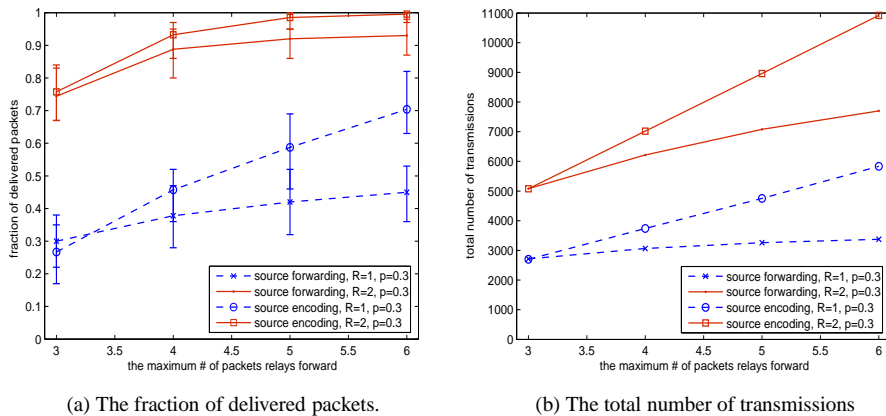 1
0.9
0.8
0.7
0.6
0.5
0.4
0.3
0.2
0.1
0
fraction of delivered packets
3
3.5
4
4.5
5
5.5
6
the maximum # of packets relays forward
source forwarding, R=1, p=0.3
source forwarding, R=2, p=0.3
source encoding, R=1, p=0.3
source encoding, R=2, p=0.3
(a) The fraction of delivered packets.
11000
10000
9000
8000
7000
6000
5000
4000
3000
2000
1000
0
total number of transmissions
3
3.5
4
4.5
5
5.5
6
the maximum # of packets relays forward
source forwarding, R=1, p=0.3
source forwarding, R=2, p=0.3
source encoding, R=1, p=0.3
source encoding, R=2, p=0.3
(b) The total number of transmissions